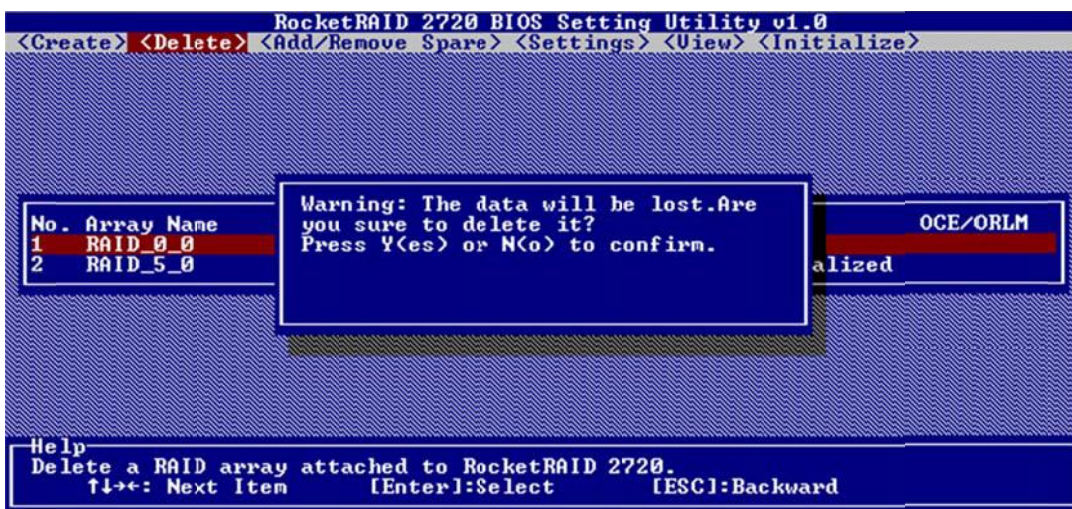 RocketRAID 2720 BIOS Setting Utility v1.0
<Create> <Delete> <Add/Remove Spare> <Settings> <View> <Initialize>
Warning: The data will be lost.Are
you sure to delete it?
Press Y(es) or N(o) to confirm.
No. Array Name OCE/ORLM
1 RAID_0_0
2 RAID_5_0 alized
Help
Delete a RAID array attached to RocketRAID 2720.
↑↓→←: Next Item [Enter]:Select [ESC]:Backward